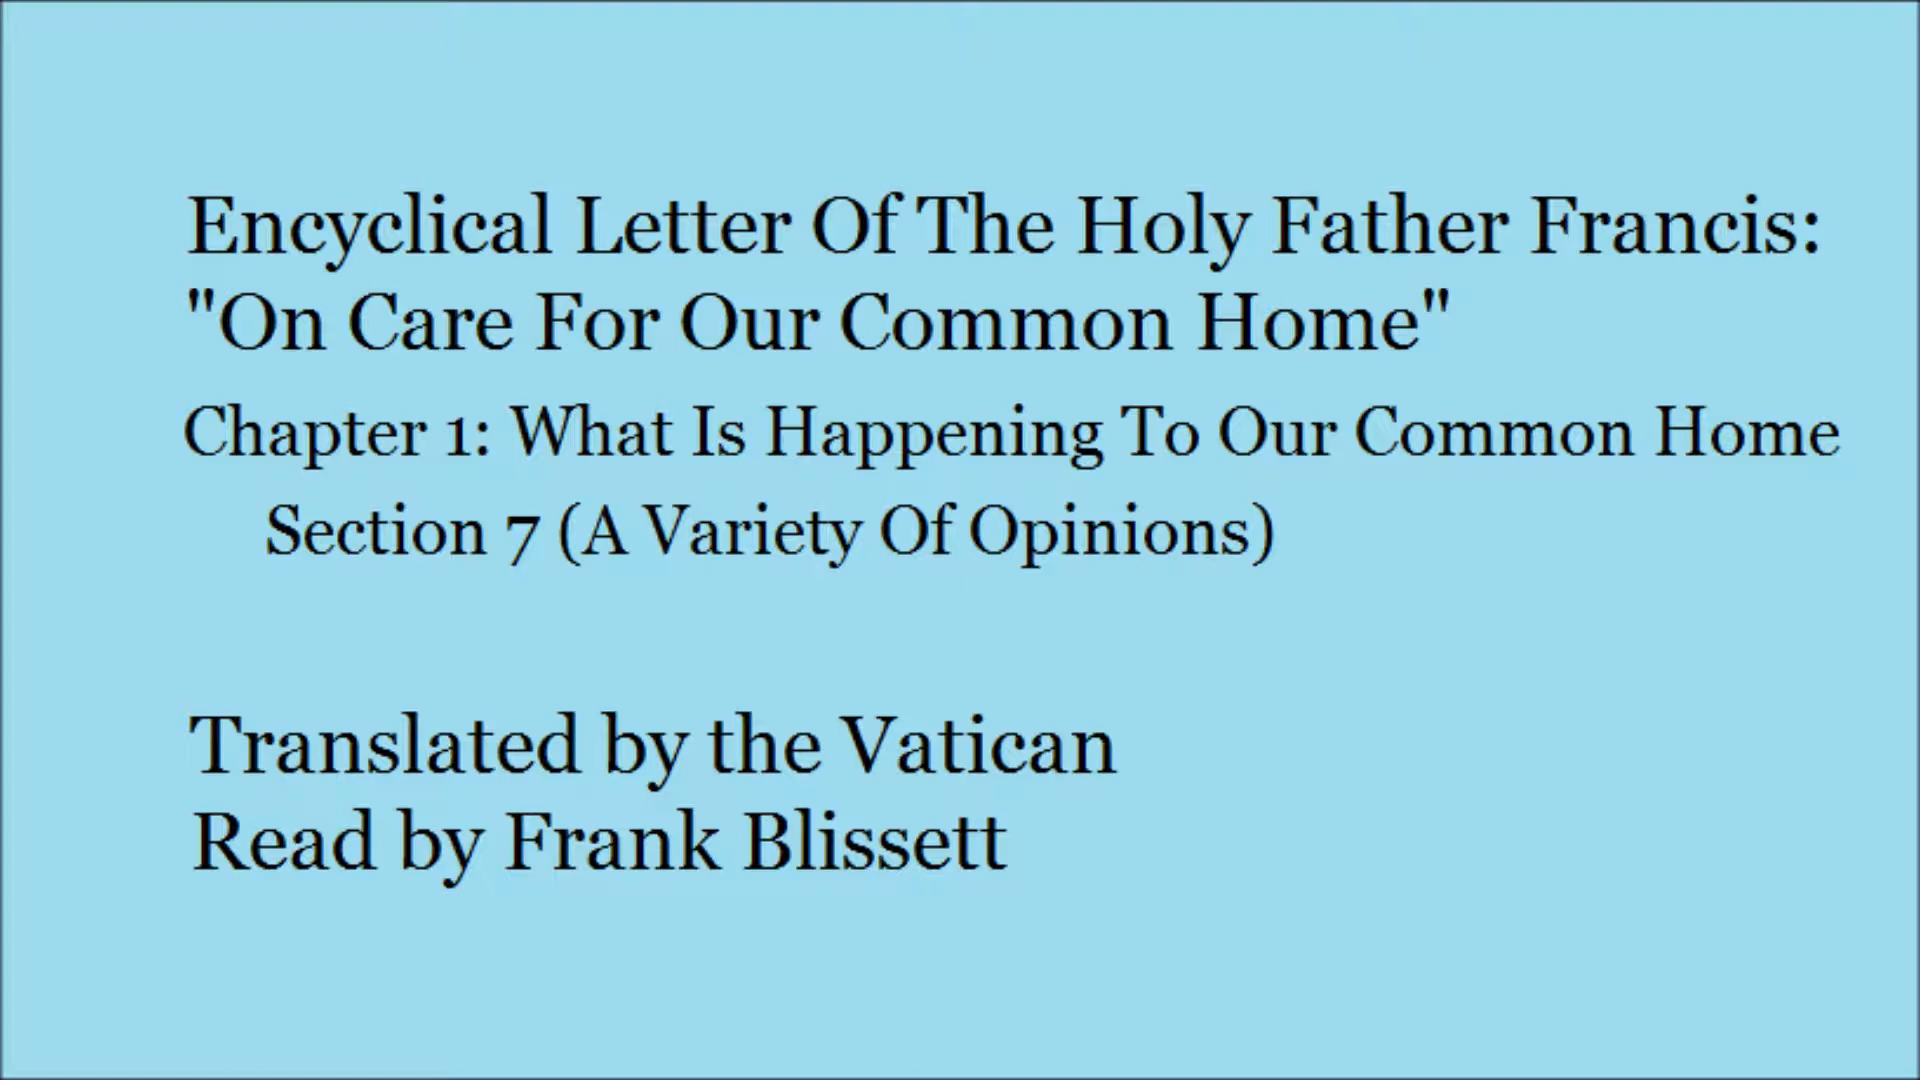 Encyclical Letter Of The Holy Father Francis:
"On Care For Our Common Home"
Chapter 1: What Is Happening To Our Common Home
Section 7 (A Variety Of Opinions)
Translated by the Vatican
Read by Frank Blissett